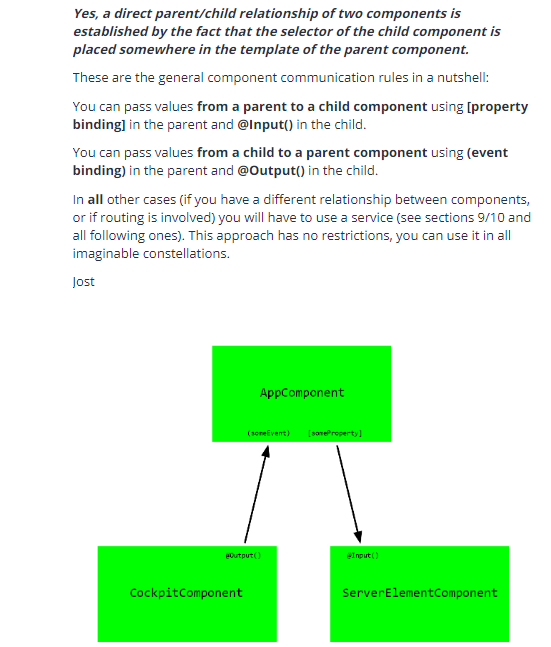 Yes, a direct parent/child relationship of two components is
established by the fact that the selector of the child component is
placed somewhere in the template of the parent component.
These are the general component communication rules in a nutshell:
You can pass values from a parent to a child component using [property
binding] in the parent and @Input() in the child.
You can pass values from a child to a parent component using (event
binding) in the parent and @Output() in the child.
In all other cases (if you have a different relationship between components,
or if routing is involved) you will have to use a service (see sections 9/10 and
all following ones). This approach has no restrictions, you can use it in all
imaginable constellations.
Jost
AppComponent
(someEvent) [someProperty]
@Output() @Input()
CockpitComponent ServerElementComponent